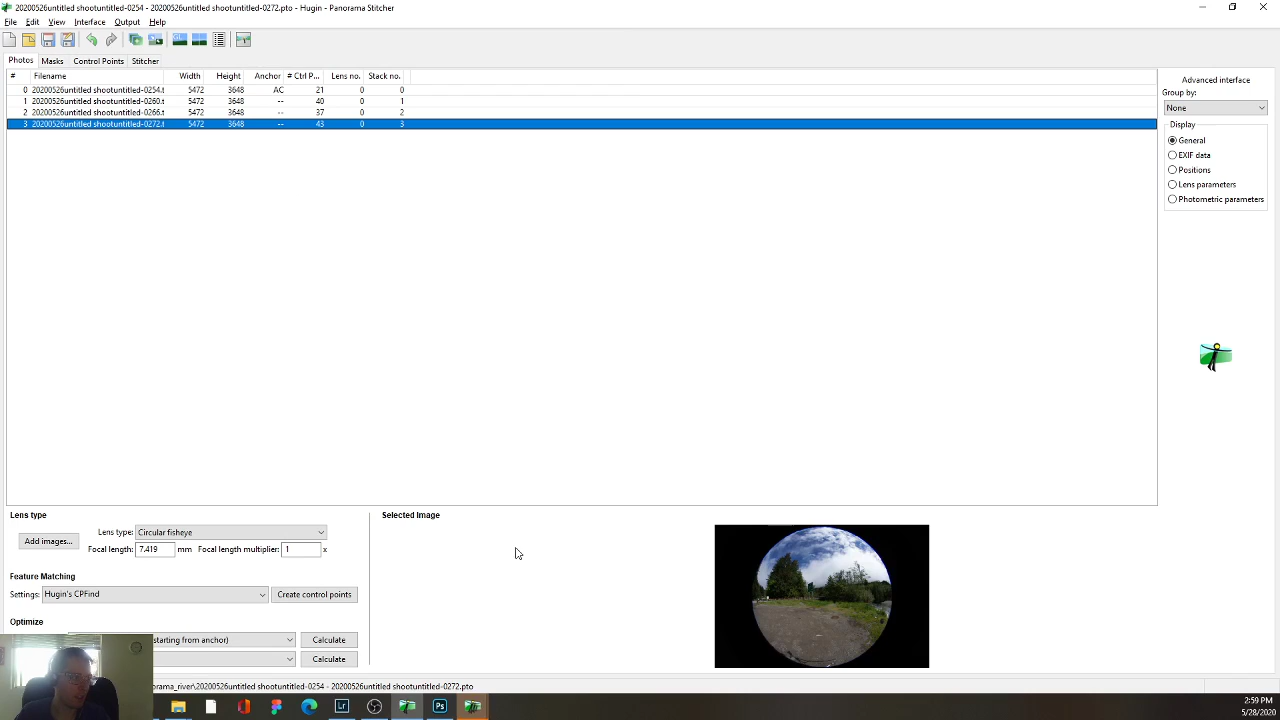 20200526untitled shootuntitled-0254 - 20200526untitled shootuntitled-0272.pto - Hugin - Panorama Stitcher
File Edit View Interface Output Help
Photos Masks Control Points Stitcher
# Filename Width Height Anchor # Ctrl P... Lens no. Stack no.
0 20200526untitled shootuntitled-0254.t 5472 3648 AC 21 0 0
1 20200526untitled shootuntitled-0260.t 5472 3648 -- 40 0 1
2 20200526untitled shootuntitled-0266.t 5472 3648 -- 37 0 2
3 20200526untitled shootuntitled-0272.t 5472 3648 -- 43 0 3
Advanced interface
Group by:
None
Display
General
EXIF data
Positions
Lens parameters
Photometric parameters
Lens type
Add images...
Lens type: Circular fisheye
Focal length: 7.419 mm Focal length multiplier: 1 x
Feature Matching
Settings: Hugin's CPFind Create control points
Optimize
starting from anchor) Calculate
Calculate
Selected Image
rama_river\20200526untitled shootuntitled-0254 - 20200526untitled shootuntitled-0272.pto
Lr Ps
2:59 PM
5/28/2020